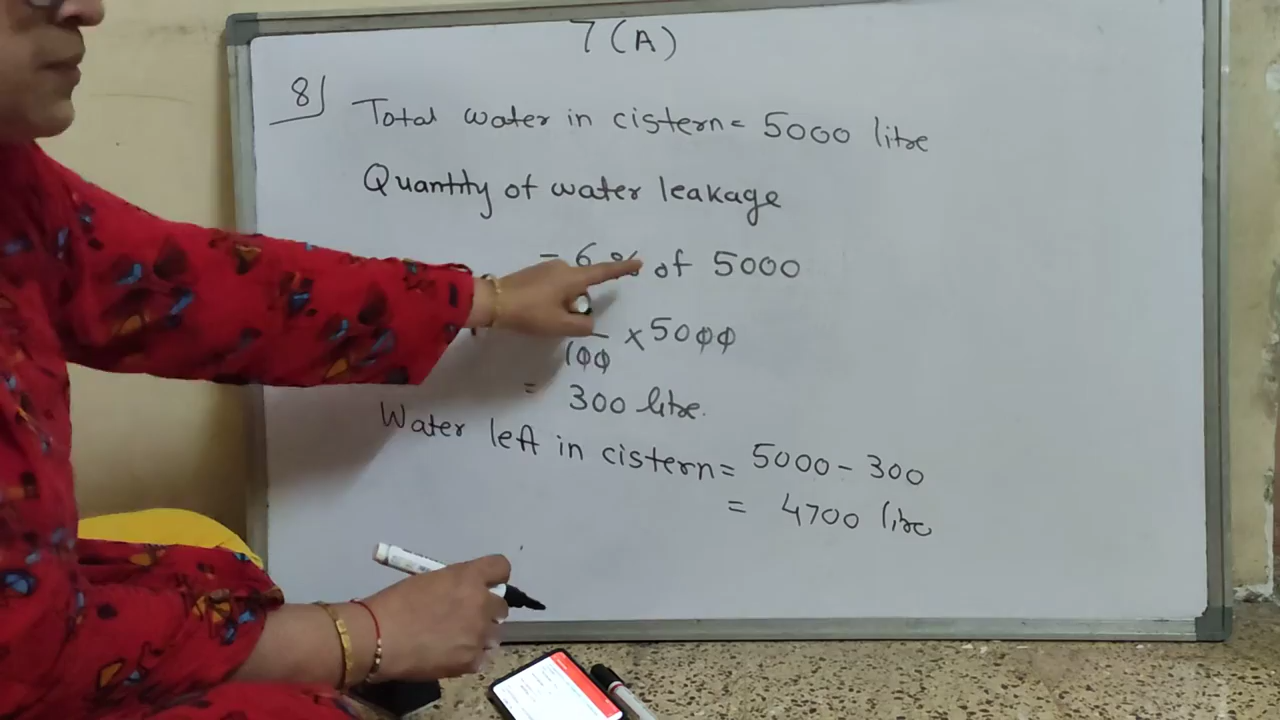 7 (A)
8)
Total water in cistern = 5000 litre
Quantity of water leakage
= 6 % of 5000
100 × 5000
= 300 litre.
Water left in cistern = 5000 - 300
= 4700 litre